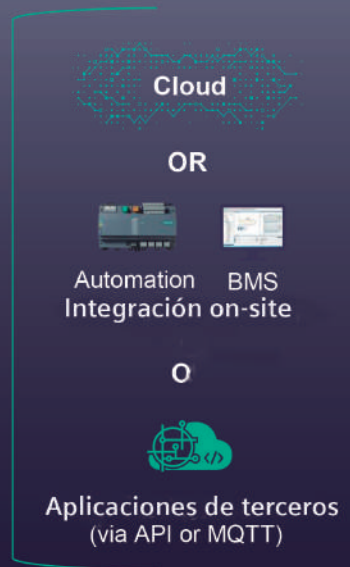 Cloud
OR
Automation BMS
Integración on-site
O
</>
Aplicaciones de terceros
(via API or MQTT)